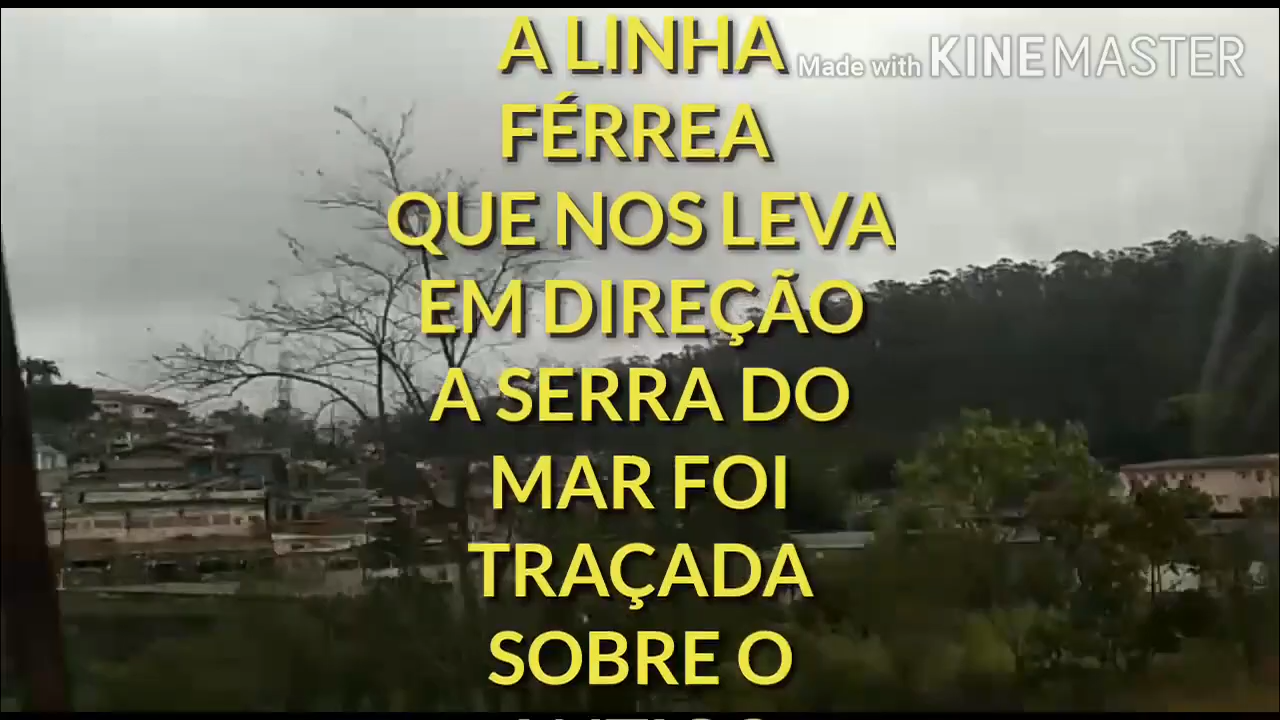 A LINHA
Made with KINEMASTER
FÉRREA
QUE NOS LEVA
EM DIREÇÃO
A SERRA DO
MAR FOI
TRAÇADA
SOBRE O